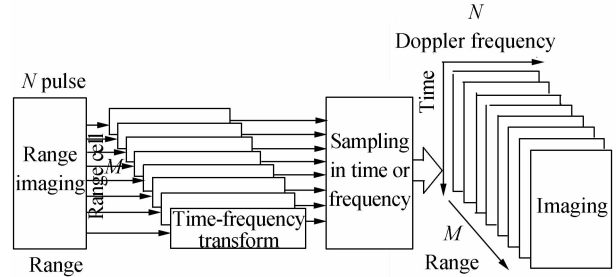 N
Doppler frequency
N pulse
Time
Range imaging
Range cell
M
Sampling in time or frequency
Time-frequency transform
Imaging
M
Range
Range